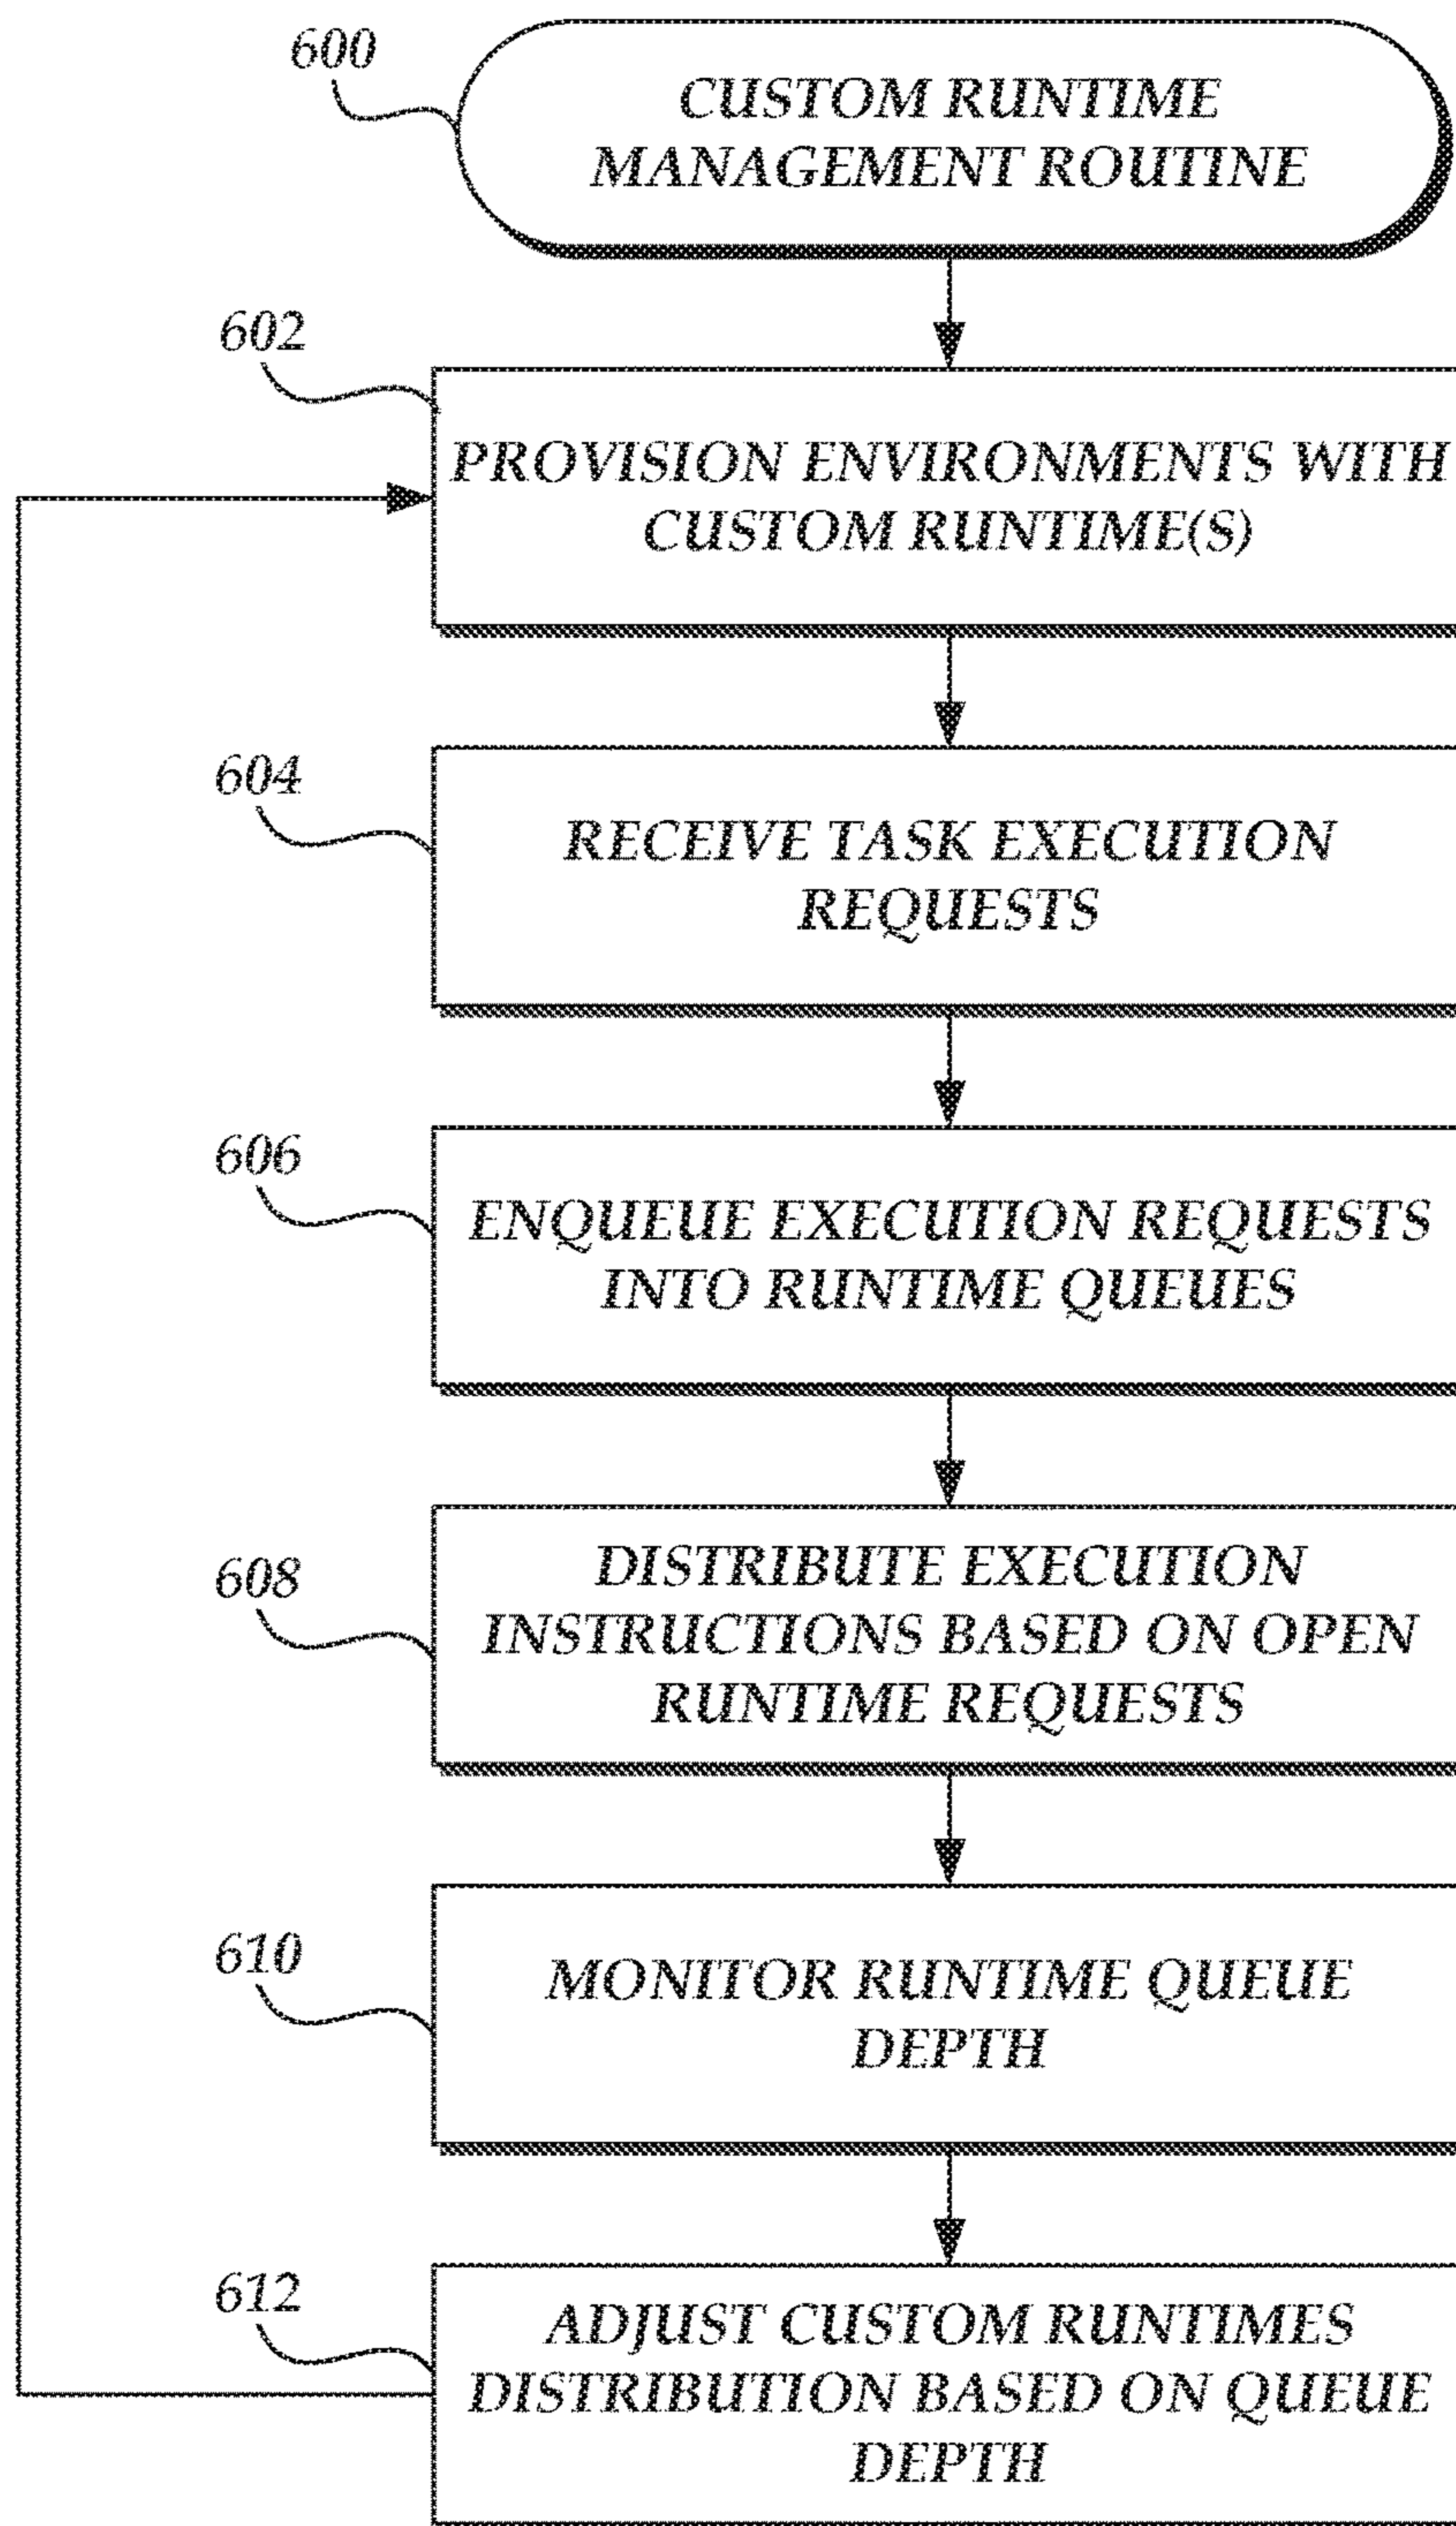 600
CUSTOM RUNTIME
MANAGEMENT ROUTINE
602
PROVISION ENVIRONMENTS WITH
CUSTOM RUNTIME(S)
604
RECEIVE TASK EXECUTION
REQUESTS
606
ENQUEUE EXECUTION REQUESTS
INTO RUNTIME QUEUES
608
DISTRIBUTE EXECUTION
INSTRUCTIONS BASED ON OPEN
RUNTIME REQUESTS
610
MONITOR RUNTIME QUEUE
DEPTH
612
ADJUST CUSTOM RUNTIMES
DISTRIBUTION BASED ON QUEUE
DEPTH